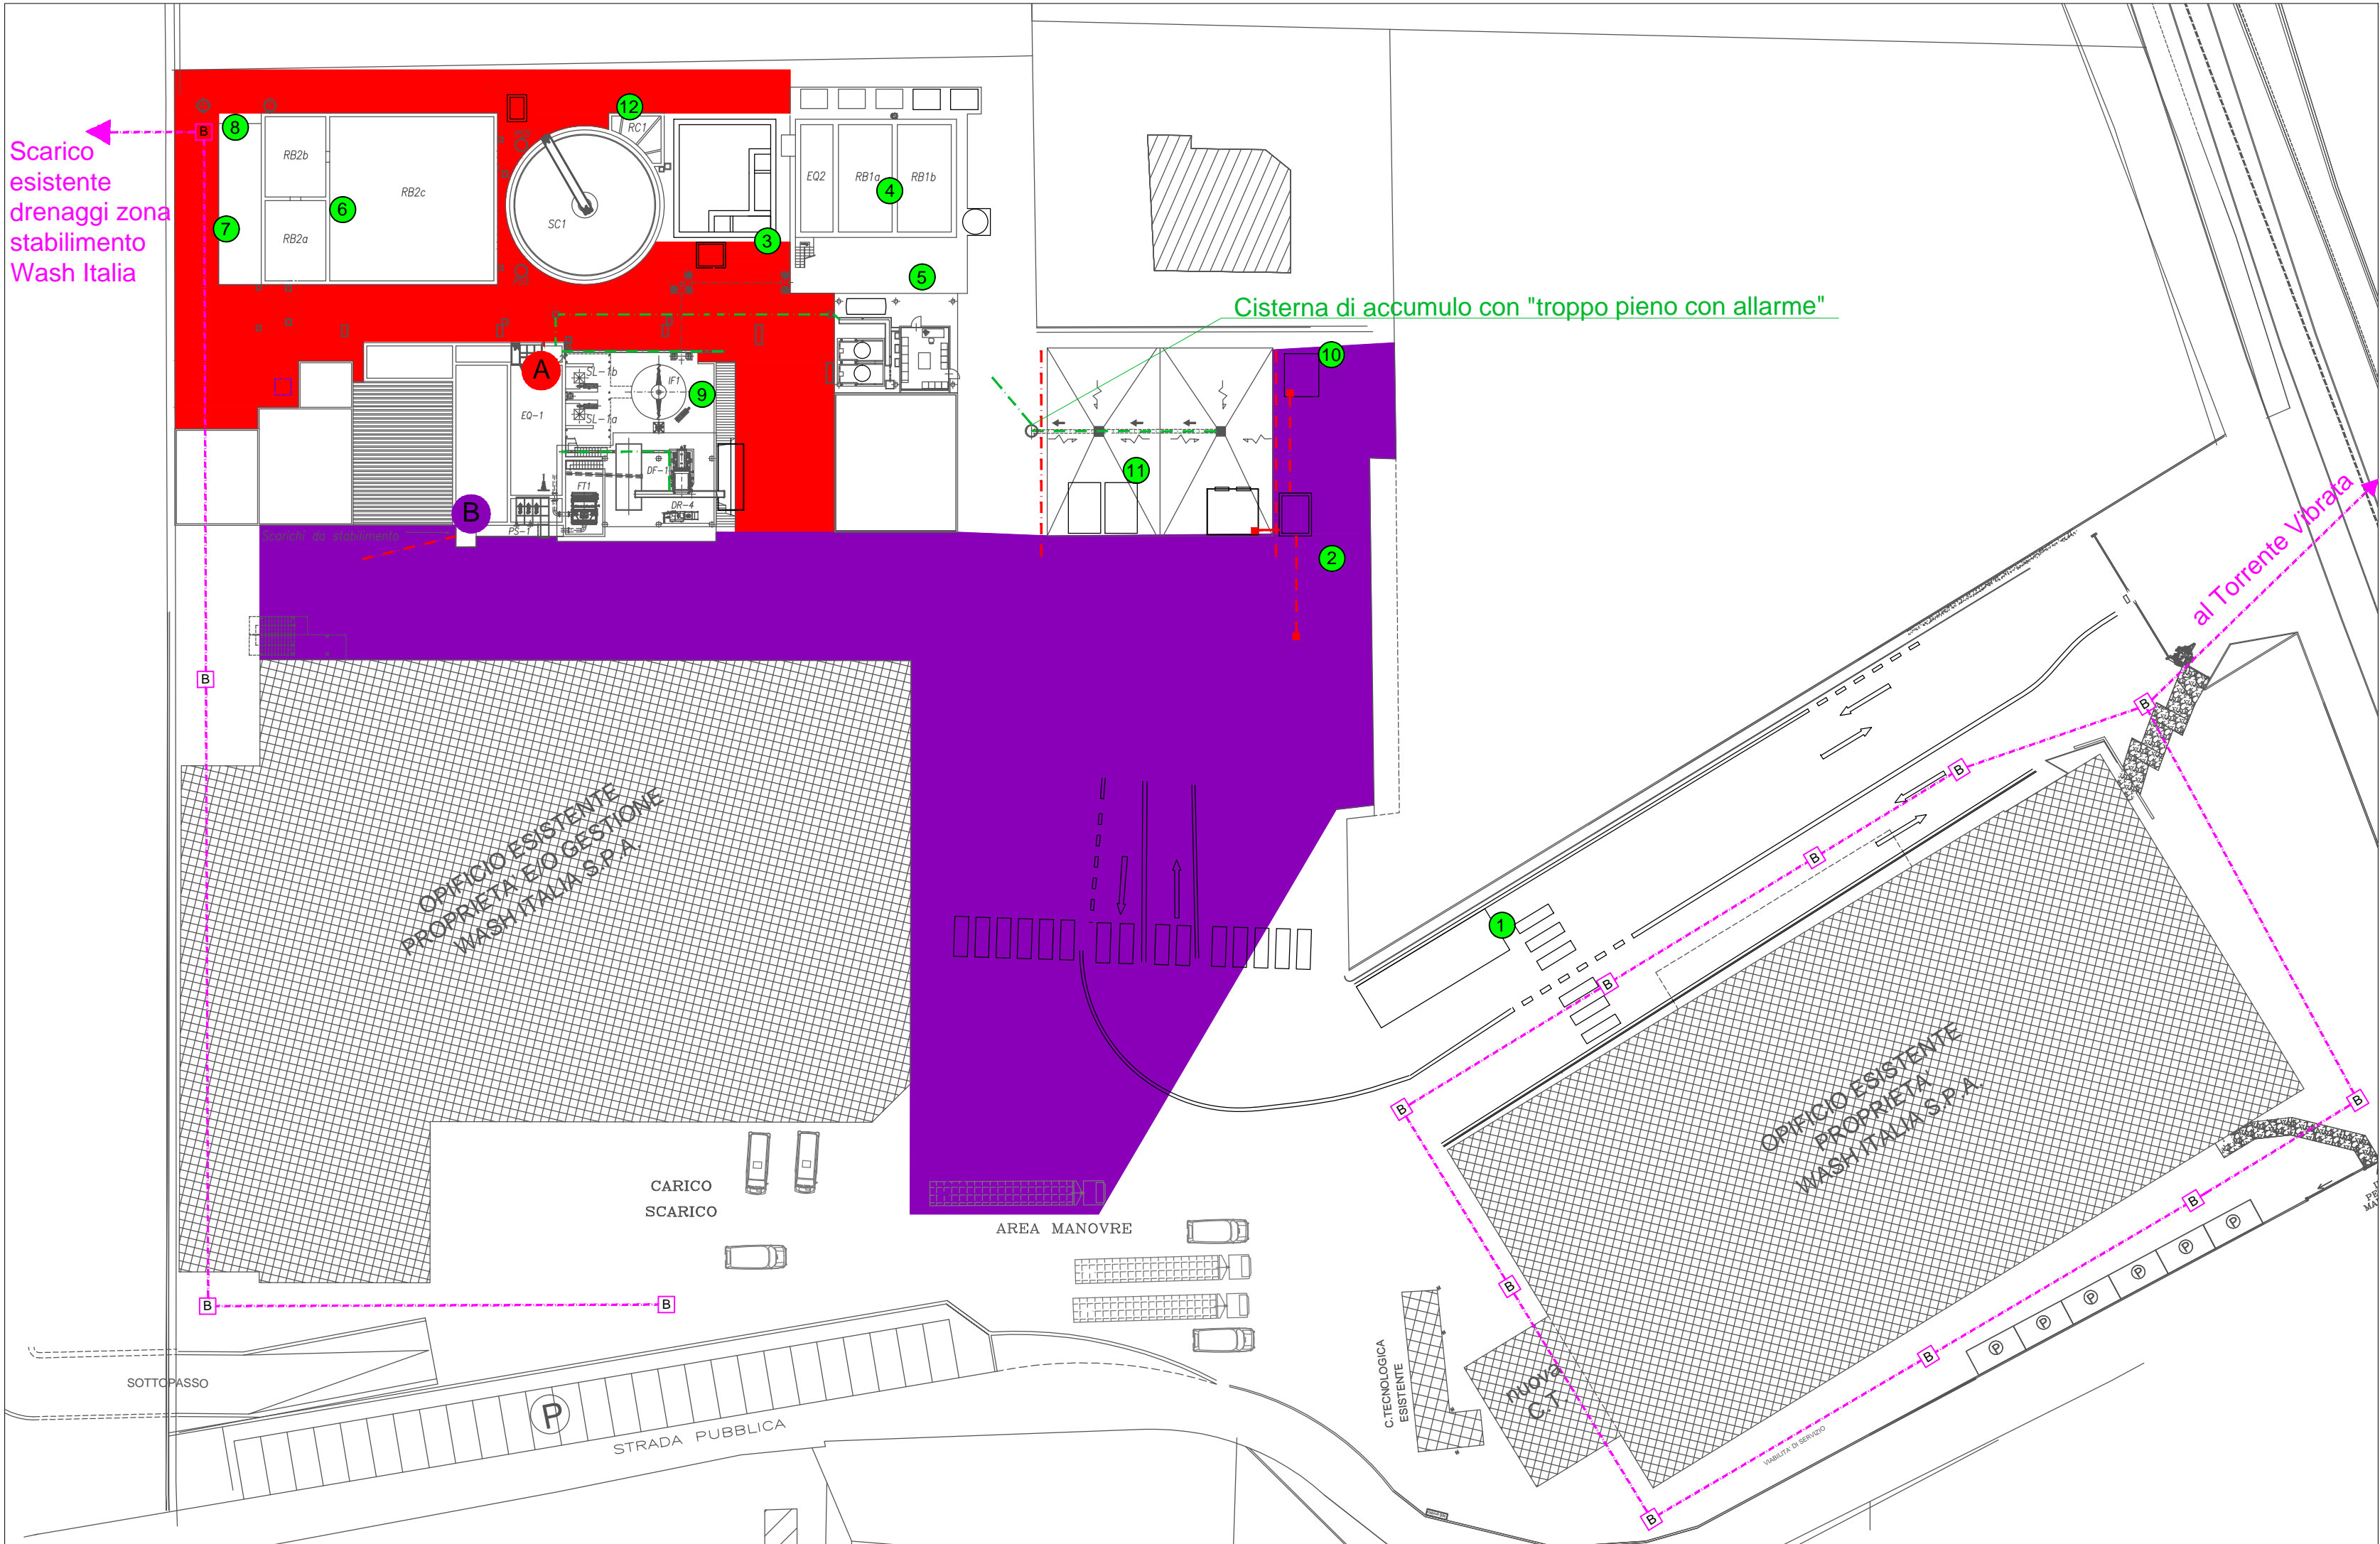 12
RC1
8
B
Scarico
esistente
drenaggi zona
stabilimento
Wash Italia
RB2b
RB2c
6
7
RB2a
SC1
3
EQ2
RB1a
4
RB1b
5
Cisterna di accumulo con "troppo pieno con allarme"
10
A
SL-1b
IF1
9
EQ-1
SL-1a
DF-1
11
FT1
DR-4
B
PS-1
Scarichi da stabilimento
2
al Torrente Vibrata
B
B
B
B
1
B
OPIFICIO ESISTENTE
PROPRIETA' E/O GESTIONE
WASH ITALIA S.P.A.
B
B
OPIFICIO ESISTENTE
PROPRIETA'
WASH ITALIA S.P.A.
CARICO
SCARICO
AREA MANOVRE
B
B
B
B
P
P
P
P
P
P
B
C.TECNOLOGICA
ESISTENTE
nuova
C.T.
SOTTOPASSO
P
STRADA PUBBLICA
VIABILITA' DI SERVIZIO
B